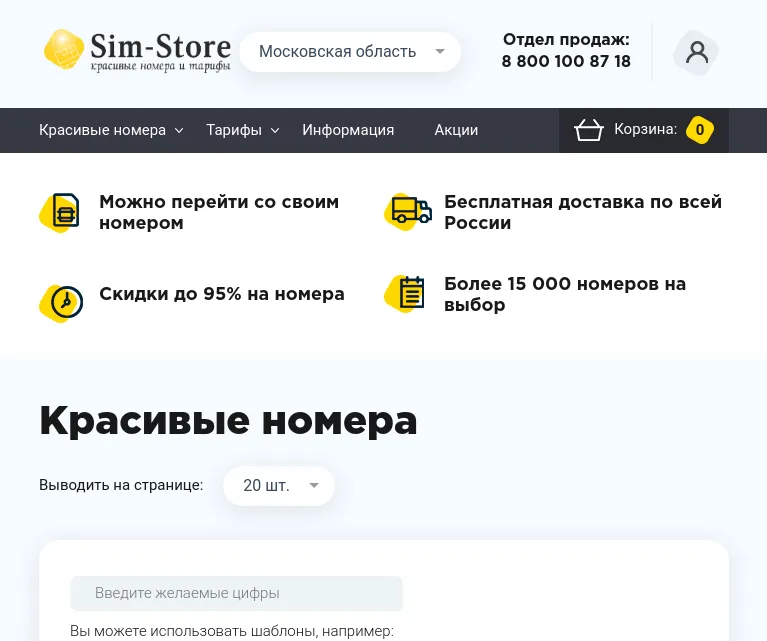 Sim-Store
красивые номера и тарифы
Московская область
Отдел продаж:
8 800 100 87 18
Красивые номера
Тарифы
Информация
Акции
Корзина:
0
Можно перейти со своим
номером
Бесплатная доставка по всей
России
Скидки до 95% на номера
Более 15 000 номеров на
выбор
Красивые номера
Выводить на странице:
20 шт.
Введите желаемые цифры
Вы можете использовать шаблоны, например: